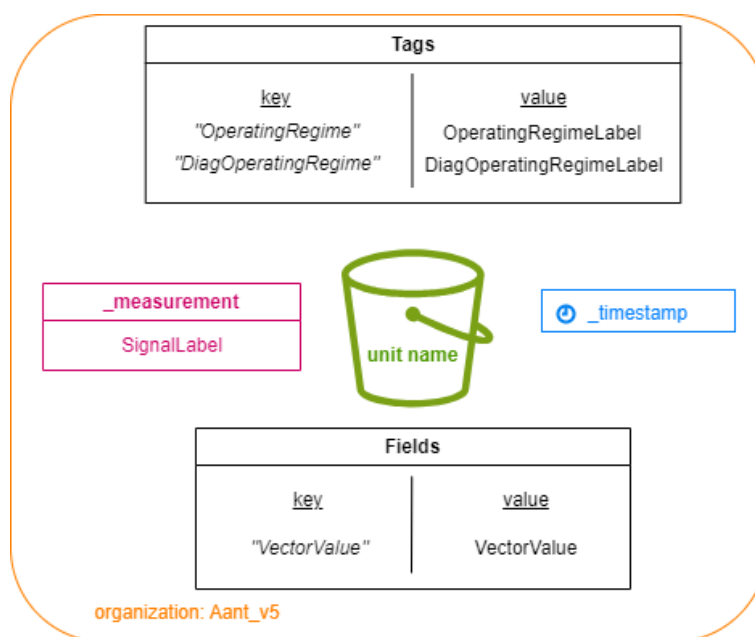 Tags
key value
"OperatingRegime" OperatingRegimeLabel
"DiagOperatingRegime" DiagOperatingRegimeLabel
_measurement
SignalLabel
unit name
_timestamp
Fields
key value
"VectorValue" VectorValue
organization: Aant_v5